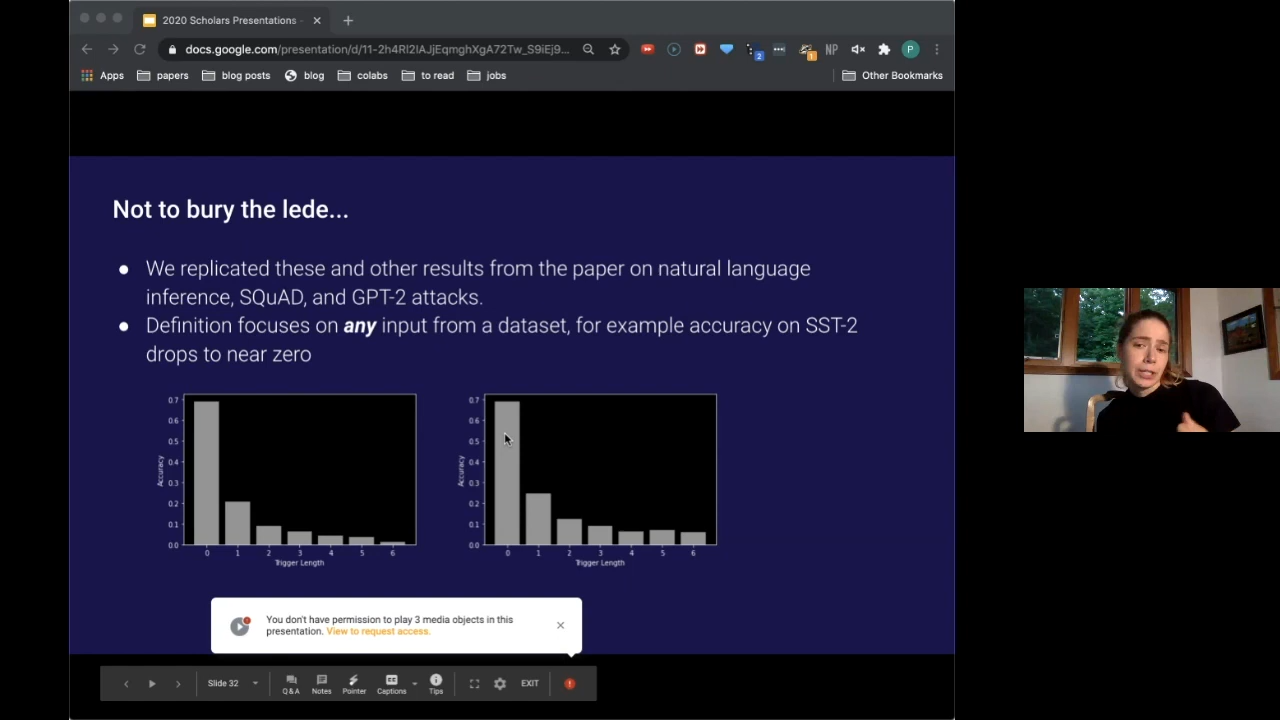 2020 Scholars Presentations -
docs.google.com/presentation/d/11-2h4Rl2lAJjEqmghXgA72Tw_S9iEj9...
2
1
NP
P
Apps papers blog posts blog colabs to read jobs Other Bookmarks
Not to bury the lede...
● We replicated these and other results from the paper on natural language
inference, SQuAD, and GPT-2 attacks.
● Definition focuses on any input from a dataset, for example accuracy on SST-2
drops to near zero
0.7
0.6
0.5
0.4
0.3
0.2
0.1
0.0
Accuracy
0 1 2 3 4 5 6
Trigger Length
0.7
0.6
0.5
0.4
0.3
0.2
0.1
0.0
Accuracy
0 1 2 3 4 5 6
Trigger Length
You don't have permission to play 3 media objects in this
presentation. View to request access.
Slide 32
Q & A Notes Pointer Captions Tips
EXIT